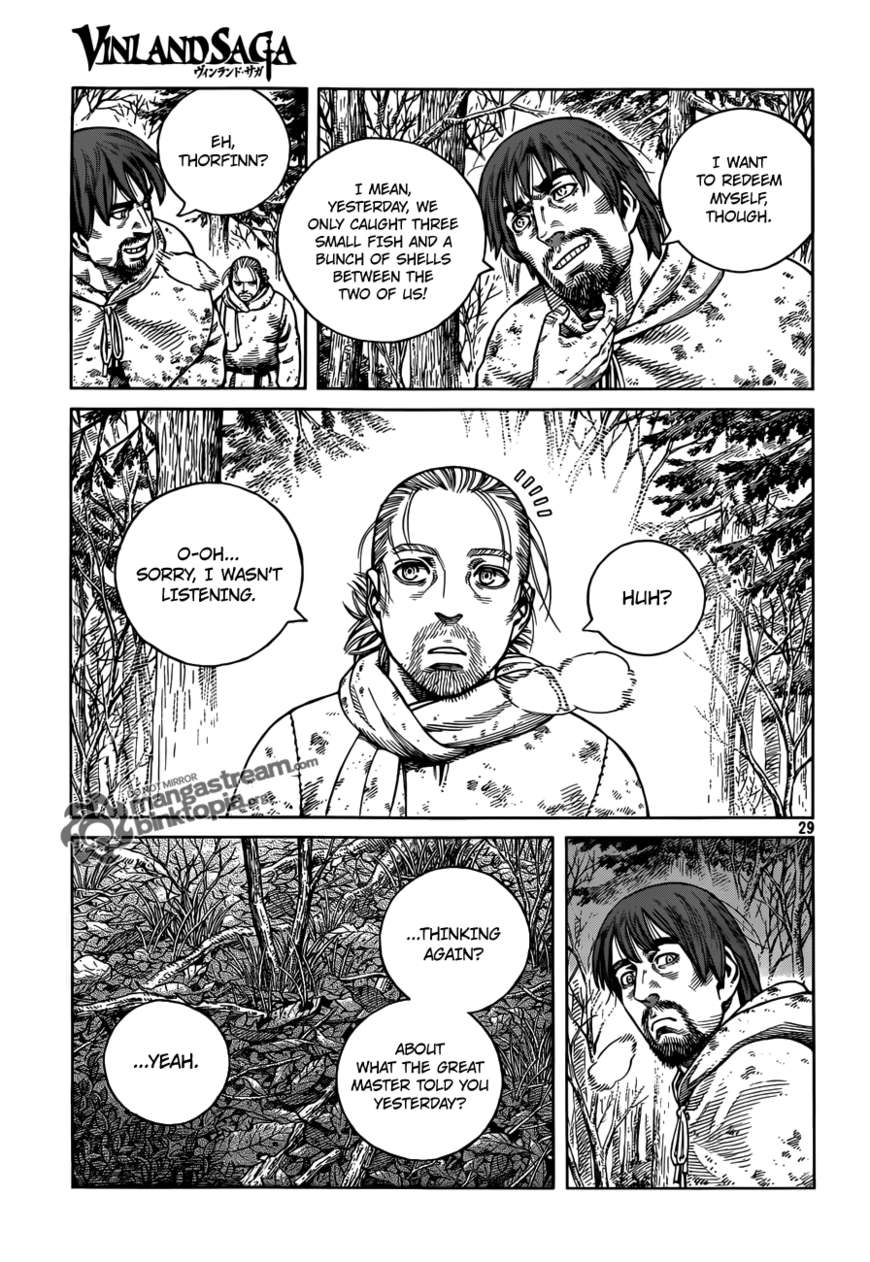 VINLAND SAGA
ヴィンランド・サガ
I WANT
TO REDEEM
MYSELF,
THOUGH.
I MEAN,
YESTERDAY, WE
ONLY CAUGHT THREE
SMALL FISH AND A
BUNCH OF SHELLS
BETWEEN THE
TWO OF US!
EH,
THORFINN?
HUH?
O-OH...
SORRY, I WASN'T
LISTENING.
DO NOT MIRROR
mangastream.com
binktopia.org
29
...THINKING
AGAIN?
ABOUT
WHAT THE GREAT
MASTER TOLD YOU
YESTERDAY?
...YEAH.